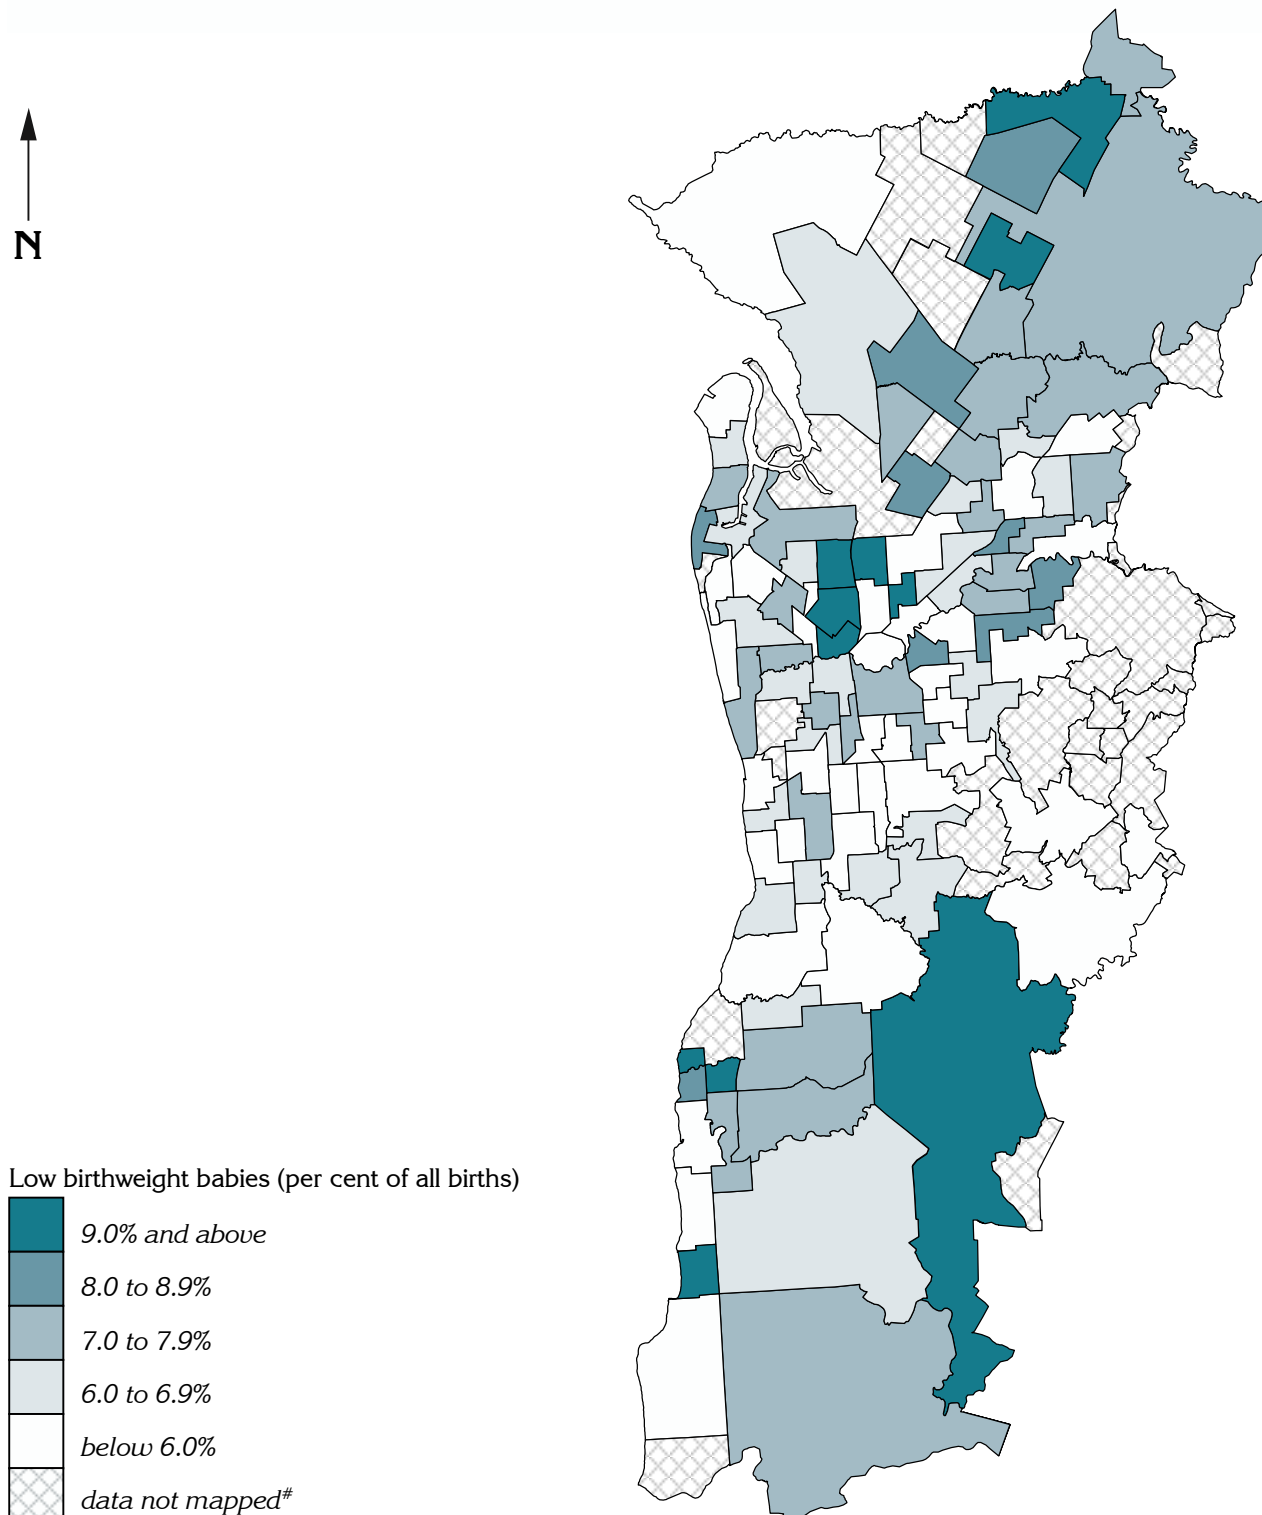 N
Low birthweight babies (per cent of all births)
9.0% and above
8.0 to 8.9%
7.0 to 7.9%
6.0 to 6.9%
below 6.0%
data not mapped#